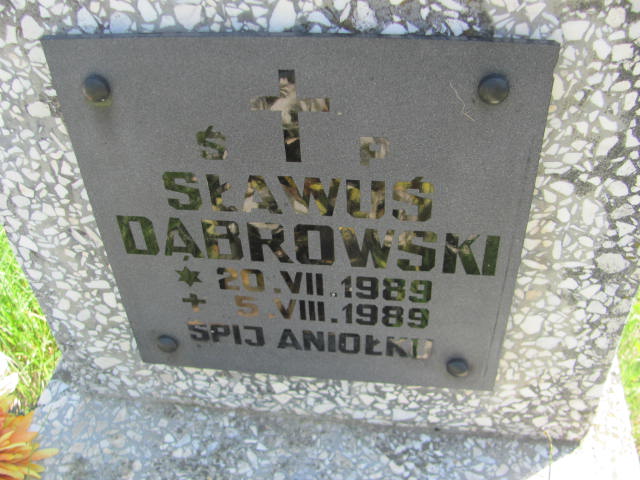 Ś P
SŁAWUŚ
DĄBROWSKI
* 20.VII.1989
+ 5.VIII.1989
ŚPIJ ANIOŁKU